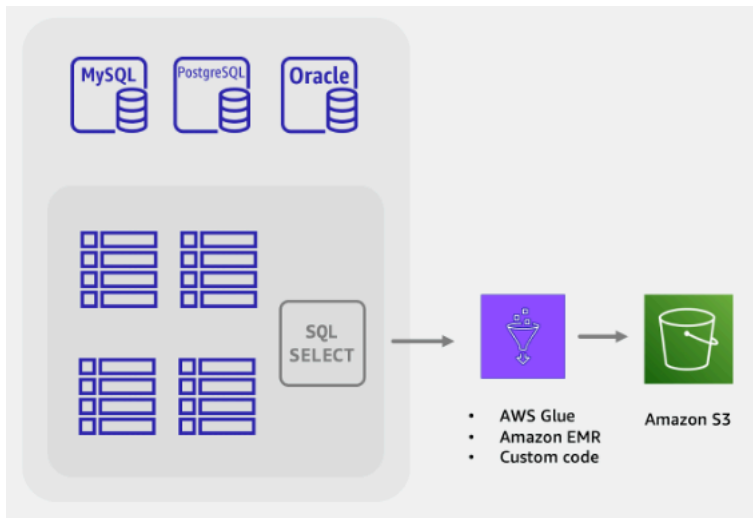 MySQL
PostgreSQL
Oracle
SQL
SELECT
• AWS Glue
• Amazon EMR
• Custom code
Amazon S3